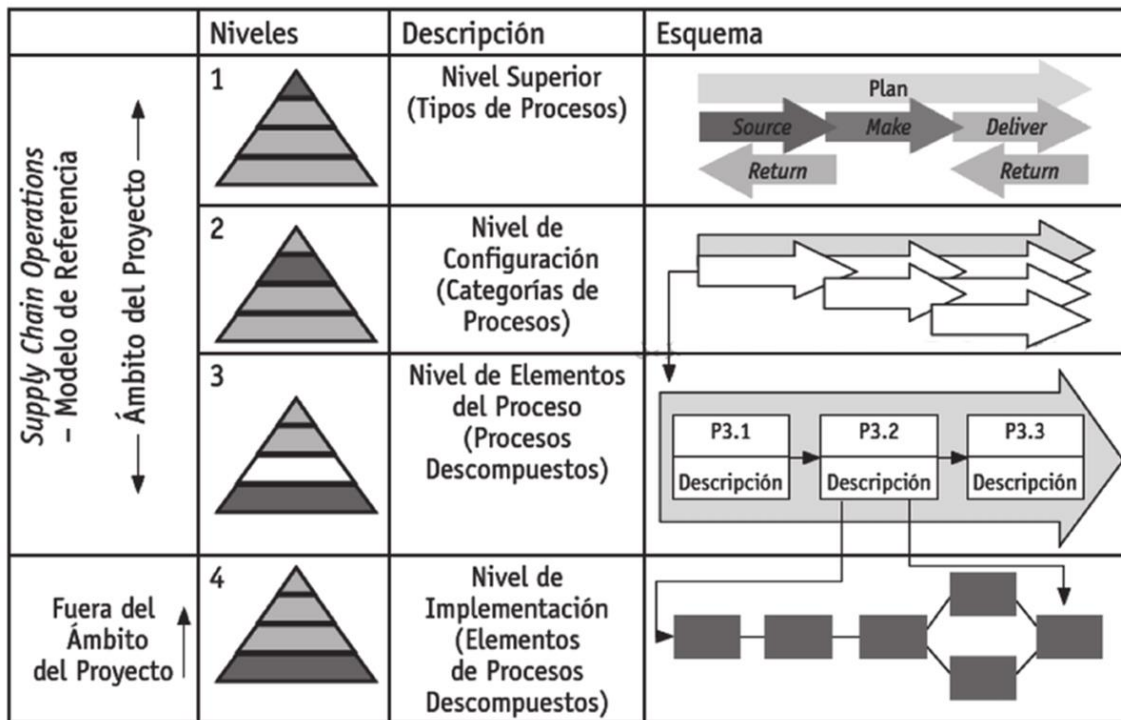 Niveles
Descripción
Esquema
Supply Chain Operations
– Modelo de Referencia
Ámbito del Proyecto
1
Nivel Superior
(Tipos de Procesos)
Plan
Source
Make
Deliver
Return
Return
2
Nivel de
Configuración
(Categorías de
Procesos)
3
Nivel de Elementos
del Proceso
(Procesos
Descompuestos)
P3.1
Descripción
P3.2
Descripción
P3.3
Descripción
Fuera del
Ámbito
del Proyecto
4
Nivel de
Implementación
(Elementos
de Procesos
Descompuestos)